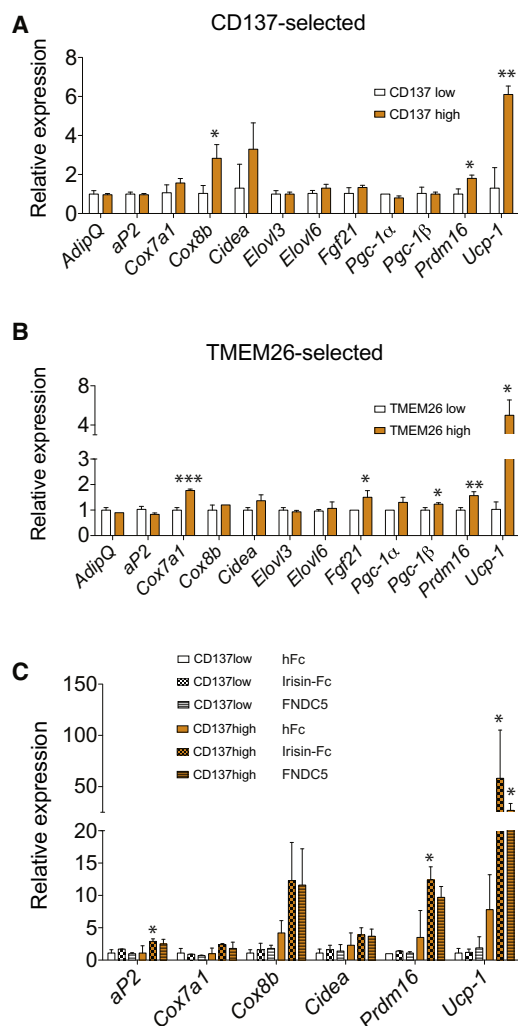 A
CD137-selected
Relative expression
8
6
4
2
0
CD137 low
CD137 high
*
*
**
AdipQ
aP2
Cox7a1
Cox8b
Cidea
Elovl3
Elovl6
Fgf21
Pgc-1α
Pgc-1β
Prdm16
Ucp-1
B
TMEM26-selected
Relative expression
8
6
4
3
2
1
0
TMEM26 low
TMEM26 high
***
*
*
**
*
AdipQ
aP2
Cox7a1
Cox8b
Cidea
Elovl3
Elovl6
Fgf21
Pgc-1α
Pgc-1β
Prdm16
Ucp-1
C
CD137low hFc
CD137low Irisin-Fc
CD137low FNDC5
CD137high hFc
CD137high Irisin-Fc
CD137high FNDC5
Relative expression
150
100
50
20
15
10
5
0
*
*
*
*
aP2
Cox7a1
Cox8b
Cidea
Prdm16
Ucp-1